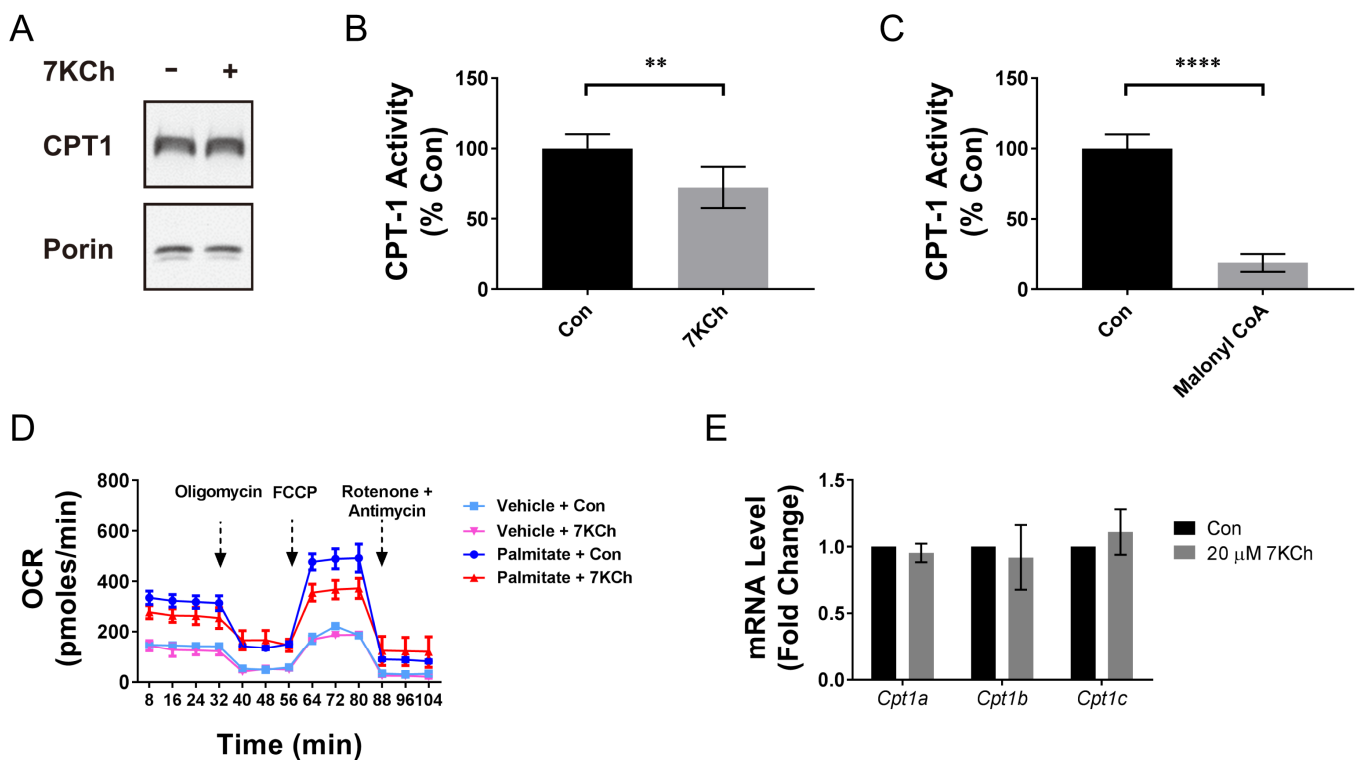 A
7KCh - +
CPT1
Porin
B
CPT-1 Activity
(% Con)
150
100
50
0
**
Con
7KCh
C
CPT-1 Activity
(% Con)
150
100
50
0
****
Con
Malonyl CoA
D
OCR
(pmoles/min)
800
600
400
200
0
Oligomycin
FCCP
Rotenone +
Antimycin
8 16 24 32 40 48 56 64 72 80 88 96 104
Time (min)
Vehicle + Con
Vehicle + 7KCh
Palmitate + Con
Palmitate + 7KCh
E
mRNA Level
(Fold Change)
1.5
1.0
0.5
0.0
Cpt1a Cpt1b Cpt1c
Con
20 μM 7KCh